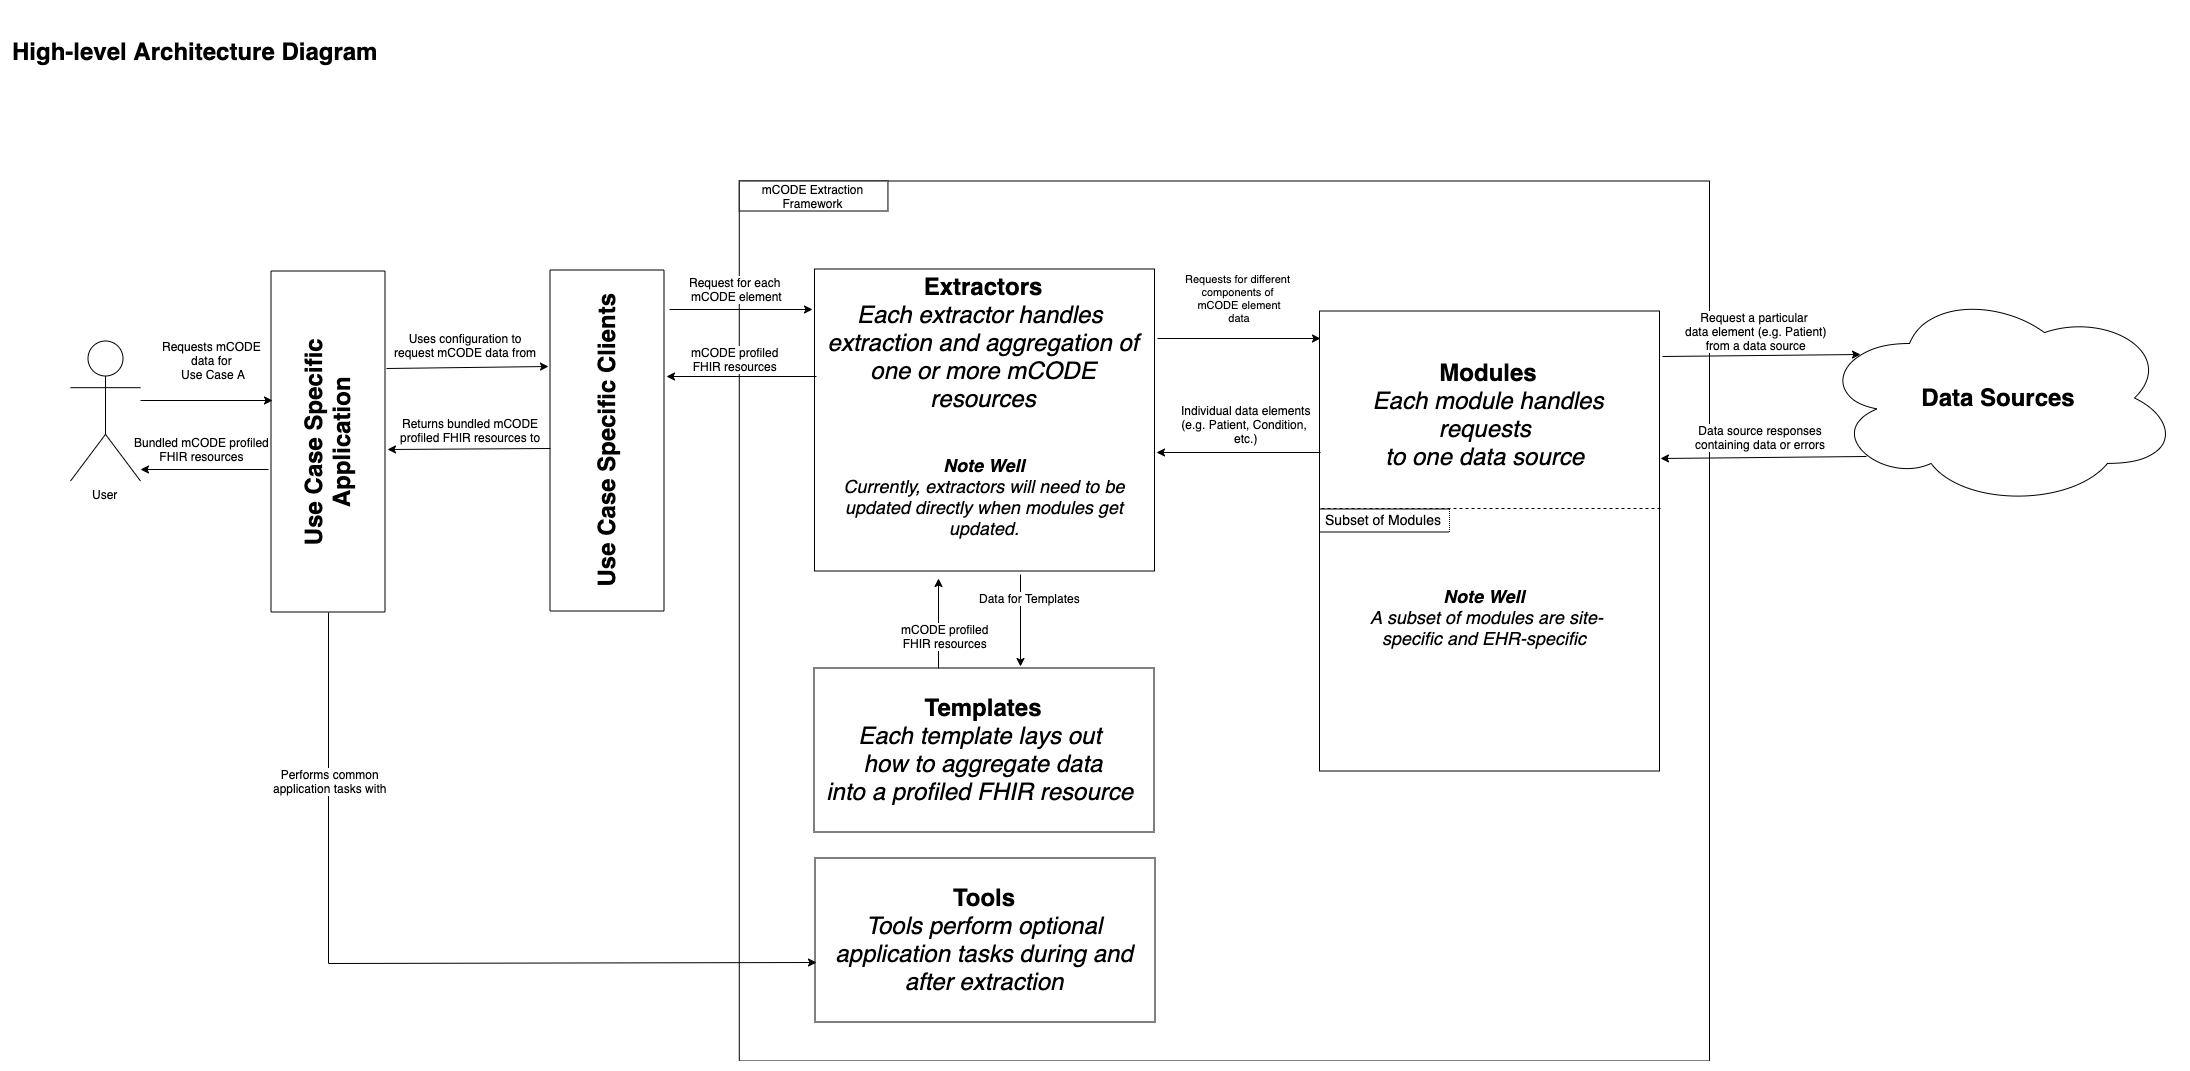 High-level Architecture Diagram
mCODE Extraction
Framework
Requests mCODE
data for
Use Case A
Bundled mCODE profiled
FHIR resources
User
Use Case Specific
Application
Uses configuration to
request mCODE data from
Returns bundled mCODE
profiled FHIR resources to
Use Case Specific Clients
Request for each
mCODE element
mCODE profiled
FHIR resources
Extractors
Each extractor handles
extraction and aggregation of
one or more mCODE
resources
Note Well
Currently, extractors will need to be
updated directly when modules get
updated.
Requests for different
components of
mCODE element
data
Individual data elements
(e.g. Patient, Condition,
etc.)
Modules
Each module handles
requests
to one data source
Subset of Modules
Note Well
A subset of modules are site-
specific and EHR-specific
Request a particular
data element (e.g. Patient)
from a data source
Data source responses
containing data or errors
Data Sources
Data for Templates
mCODE profiled
FHIR resources
Templates
Each template lays out
how to aggregate data
into a profiled FHIR resource
Performs common
application tasks with
Tools
Tools perform optional
application tasks during and
after extraction